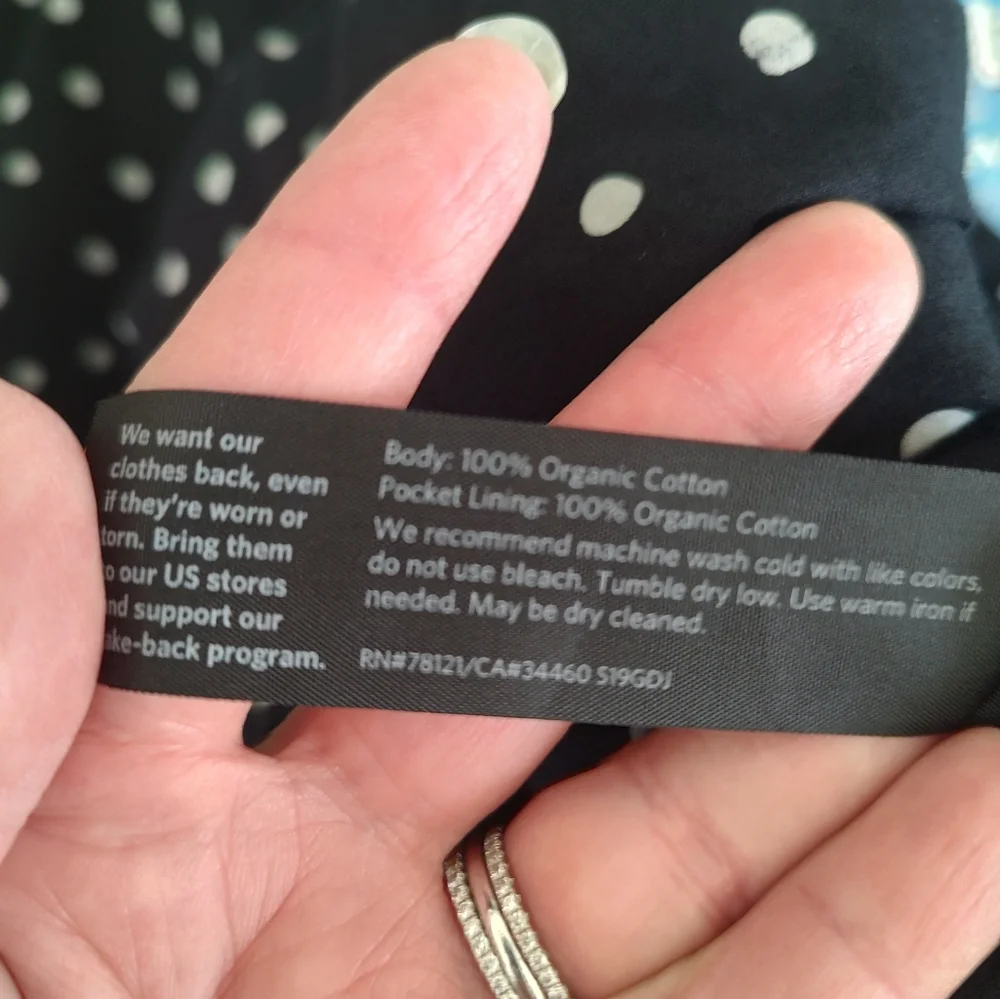 We want our
clothes back, even
if they're worn or
torn. Bring them
o our US stores
nd support our
ake-back program.
Body: 100% Organic Cotton
Pocket Lining: 100% Organic Cotton
We recommend machine wash cold with like colors,
do not use bleach. Tumble dry low. Use warm iron if
needed. May be dry cleaned.
RN#78121/CA#34460 S19GDJ